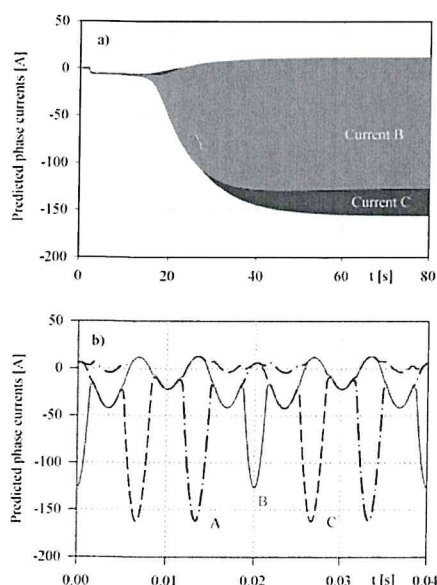 Predicted phase currents [A]
a)
0
-50
-100
-150
-200
Current B
Current C
0 20 40 60 t [s] 80
Predicted phase currents [A]
b)
50
0
-50
-100
-150
-200
A B C
0.00 0.01 0.02 0.03 t [s] 0.04